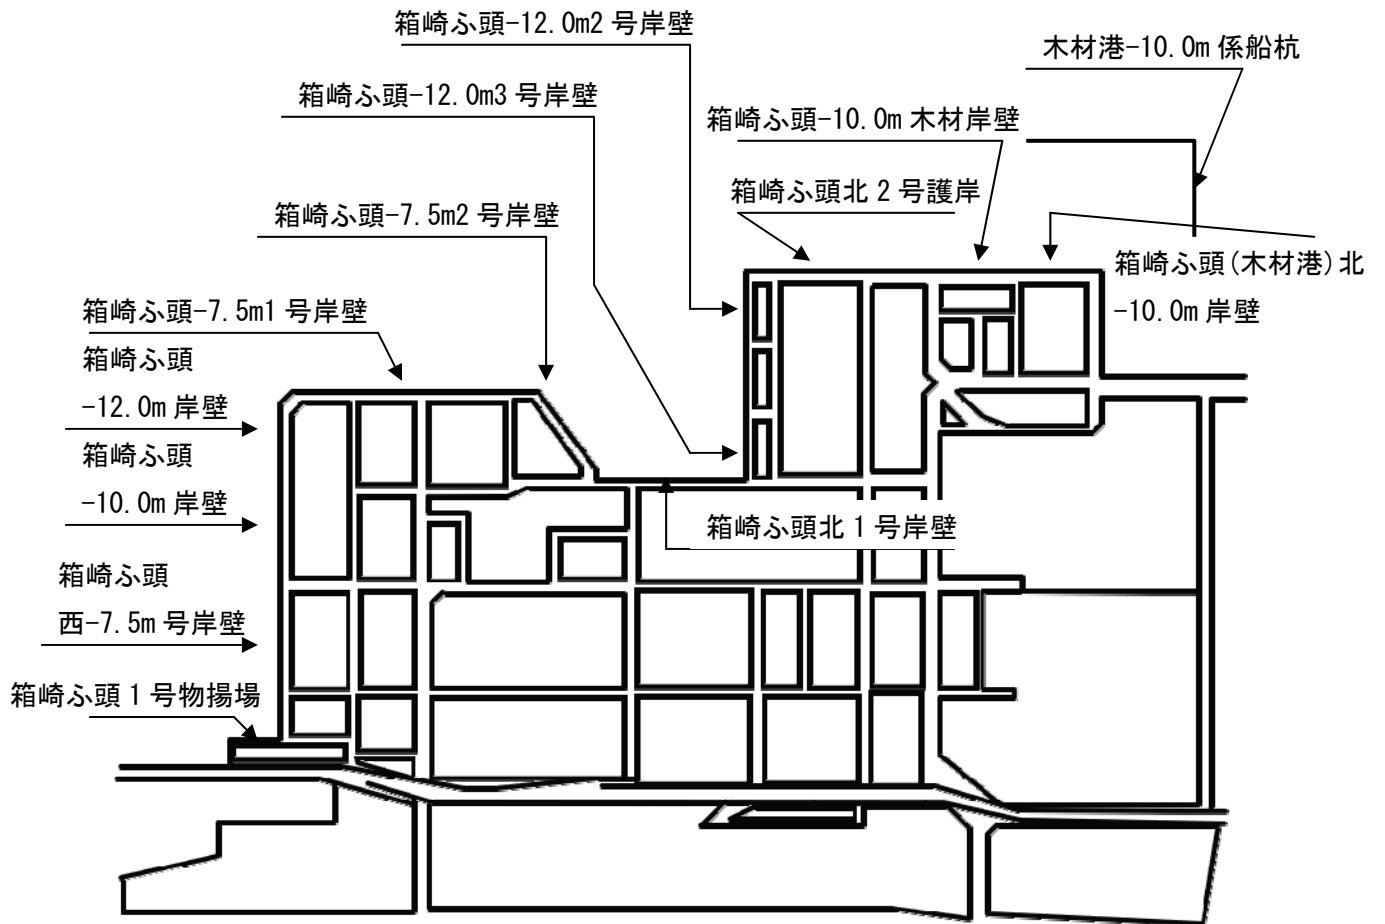 箱崎ふ頭-12.0m2 号岸壁
木材港-10.0m 係船杭
箱崎ふ頭-12.0m3 号岸壁
箱崎ふ頭-10.0m 木材岸壁
箱崎ふ頭北 2 号護岸
箱崎ふ頭-7.5m2 号岸壁
箱崎ふ頭(木材港)北
-10.0m 岸壁
箱崎ふ頭-7.5m1 号岸壁
箱崎ふ頭
-12.0m 岸壁
箱崎ふ頭
-10.0m 岸壁
箱崎ふ頭北 1 号岸壁
箱崎ふ頭
西-7.5m 号岸壁
箱崎ふ頭 1 号物揚場